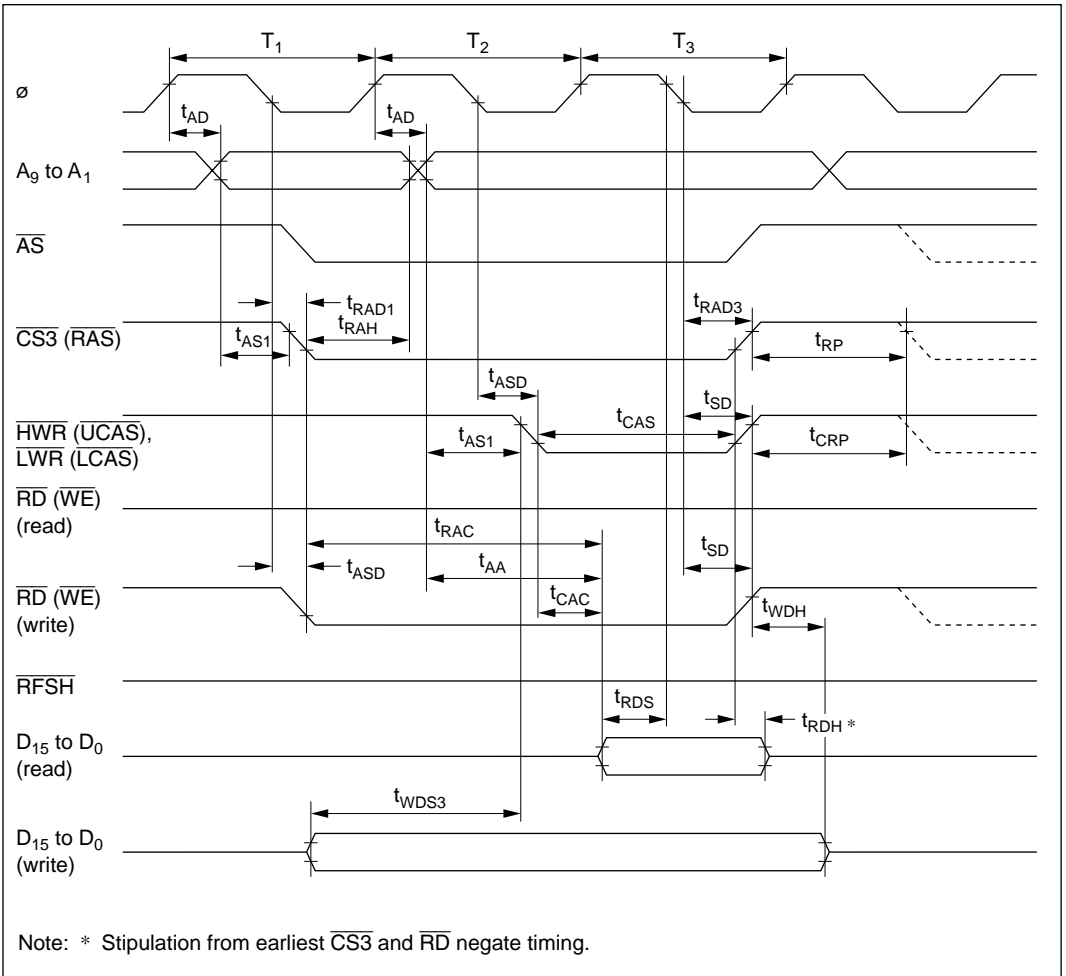 T1 T2 T3
ø
tAD tAD
A9 to A1
AS
tRAD1 tRAD3
CS3 (RAS)
tAS1 tRAH tRP
tASD tSD
HWR (UCAS),
LWR (LCAS)
tAS1 tCAS tCRP
RD (WE)
(read)
tRAC tSD
tASD tAA
RD (WE)
(write)
tCAC tWDH
RFSH
tRDS tRDH *
D15 to D0
(read)
tWDS3
D15 to D0
(write)
Note: * Stipulation from earliest CS3 and RD negate timing.